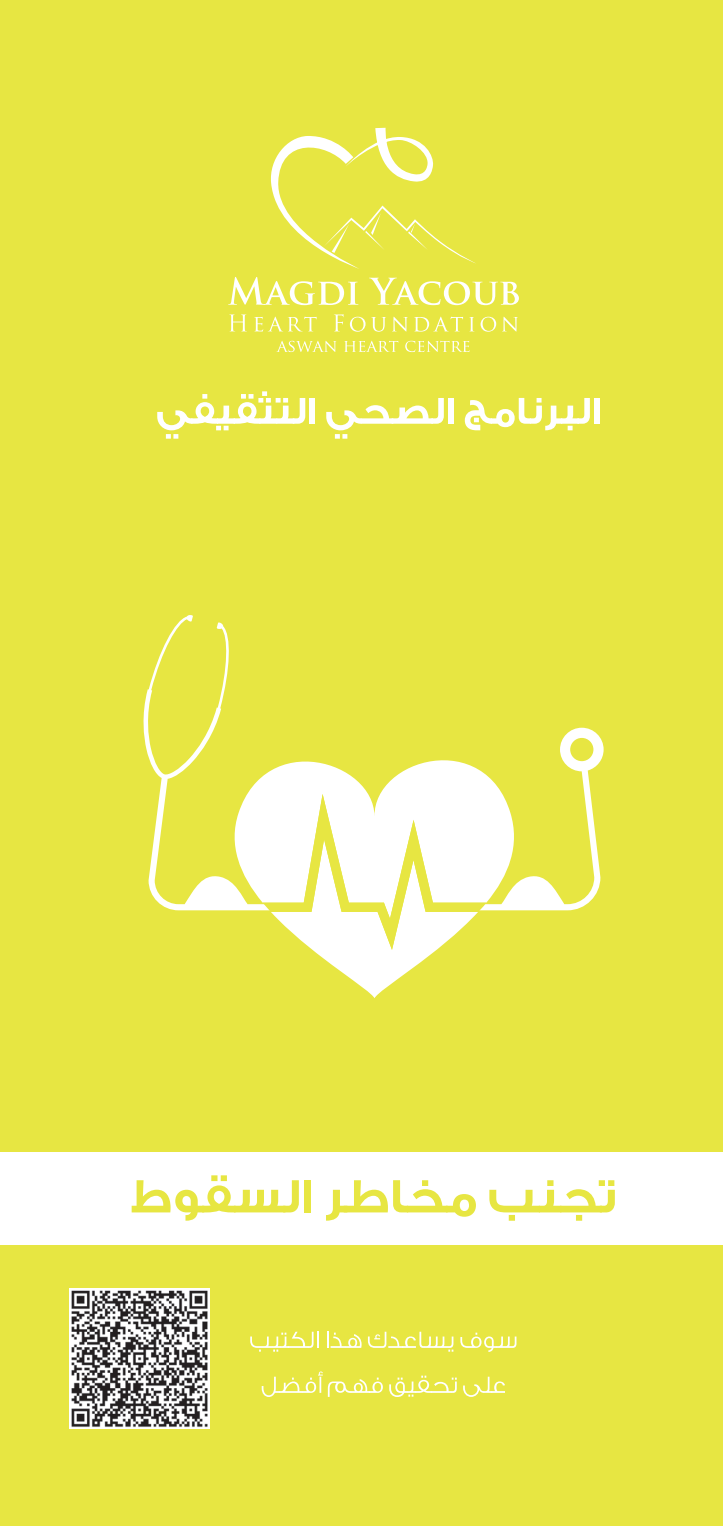 MAGDI YACOUB
HEART FOUNDATION
ASWAN HEART CENTRE
البرنامج الصحي التثقيفي
تجنب مخاطر السقوط
سوف يساعدك هذا الكتيب
على تحقيق فهم أفضل